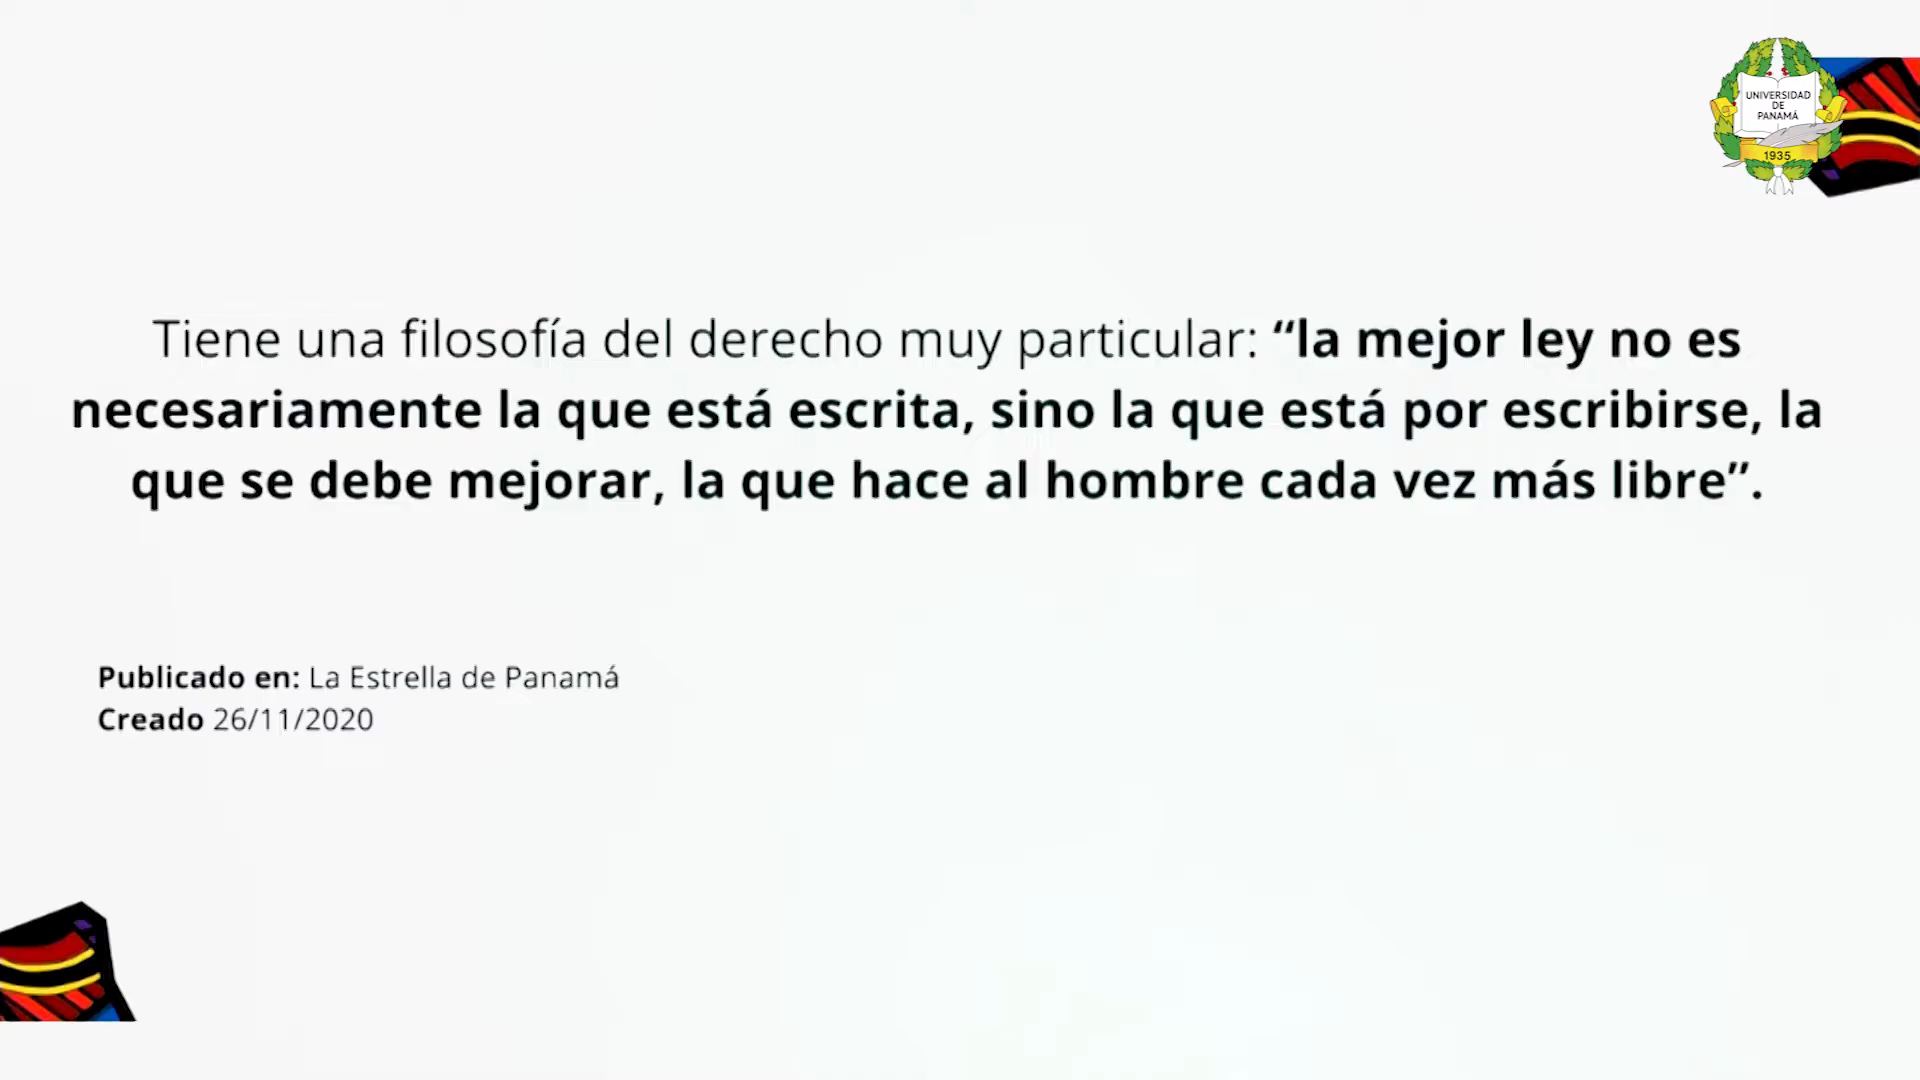 UNIVERSIDAD
DE
PANAMÁ
1935
Tiene una filosofía del derecho muy particular: “la mejor ley no es
necesariamente la que está escrita, sino la que está por escribirse, la
que se debe mejorar, la que hace al hombre cada vez más libre”.
Publicado en: La Estrella de Panamá
Creado 26/11/2020